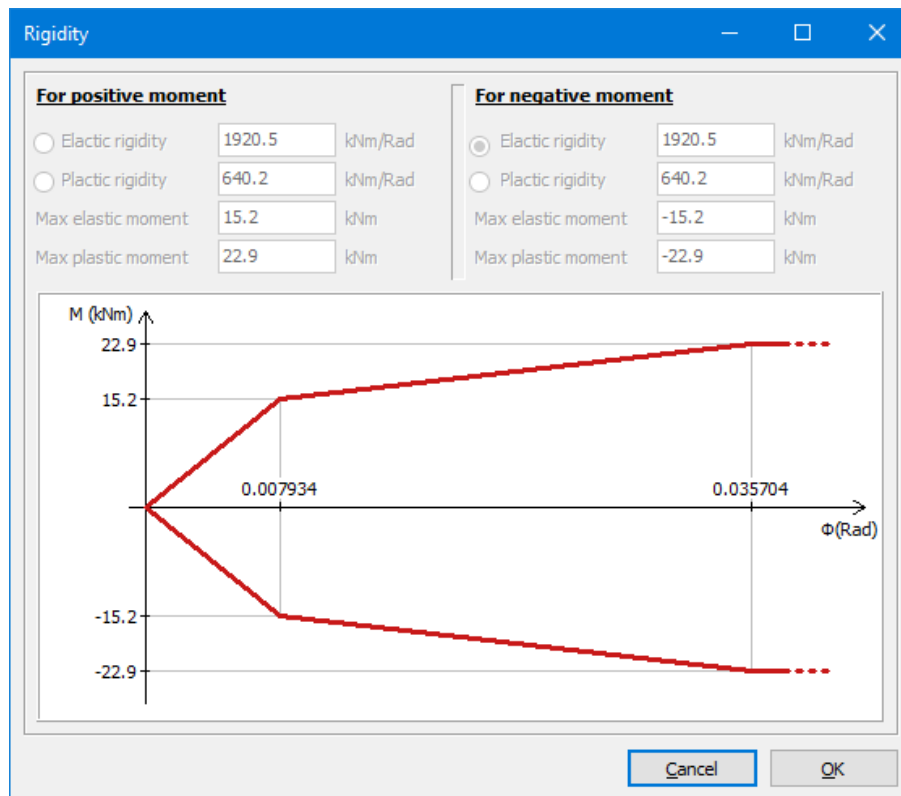 Rigidity
For positive moment
Elactic rigidity 1920.5 kNm/Rad
Plactic rigidity 640.2 kNm/Rad
Max elastic moment 15.2 kNm
Max plastic moment 22.9 kNm
For negative moment
Elactic rigidity 1920.5 kNm/Rad
Plactic rigidity 640.2 kNm/Rad
Max elastic moment -15.2 kNm
Max plastic moment -22.9 kNm
M (kNm)
22.9
15.2
0.007934 0.035704
Φ(Rad)
-15.2
-22.9
Cancel OK